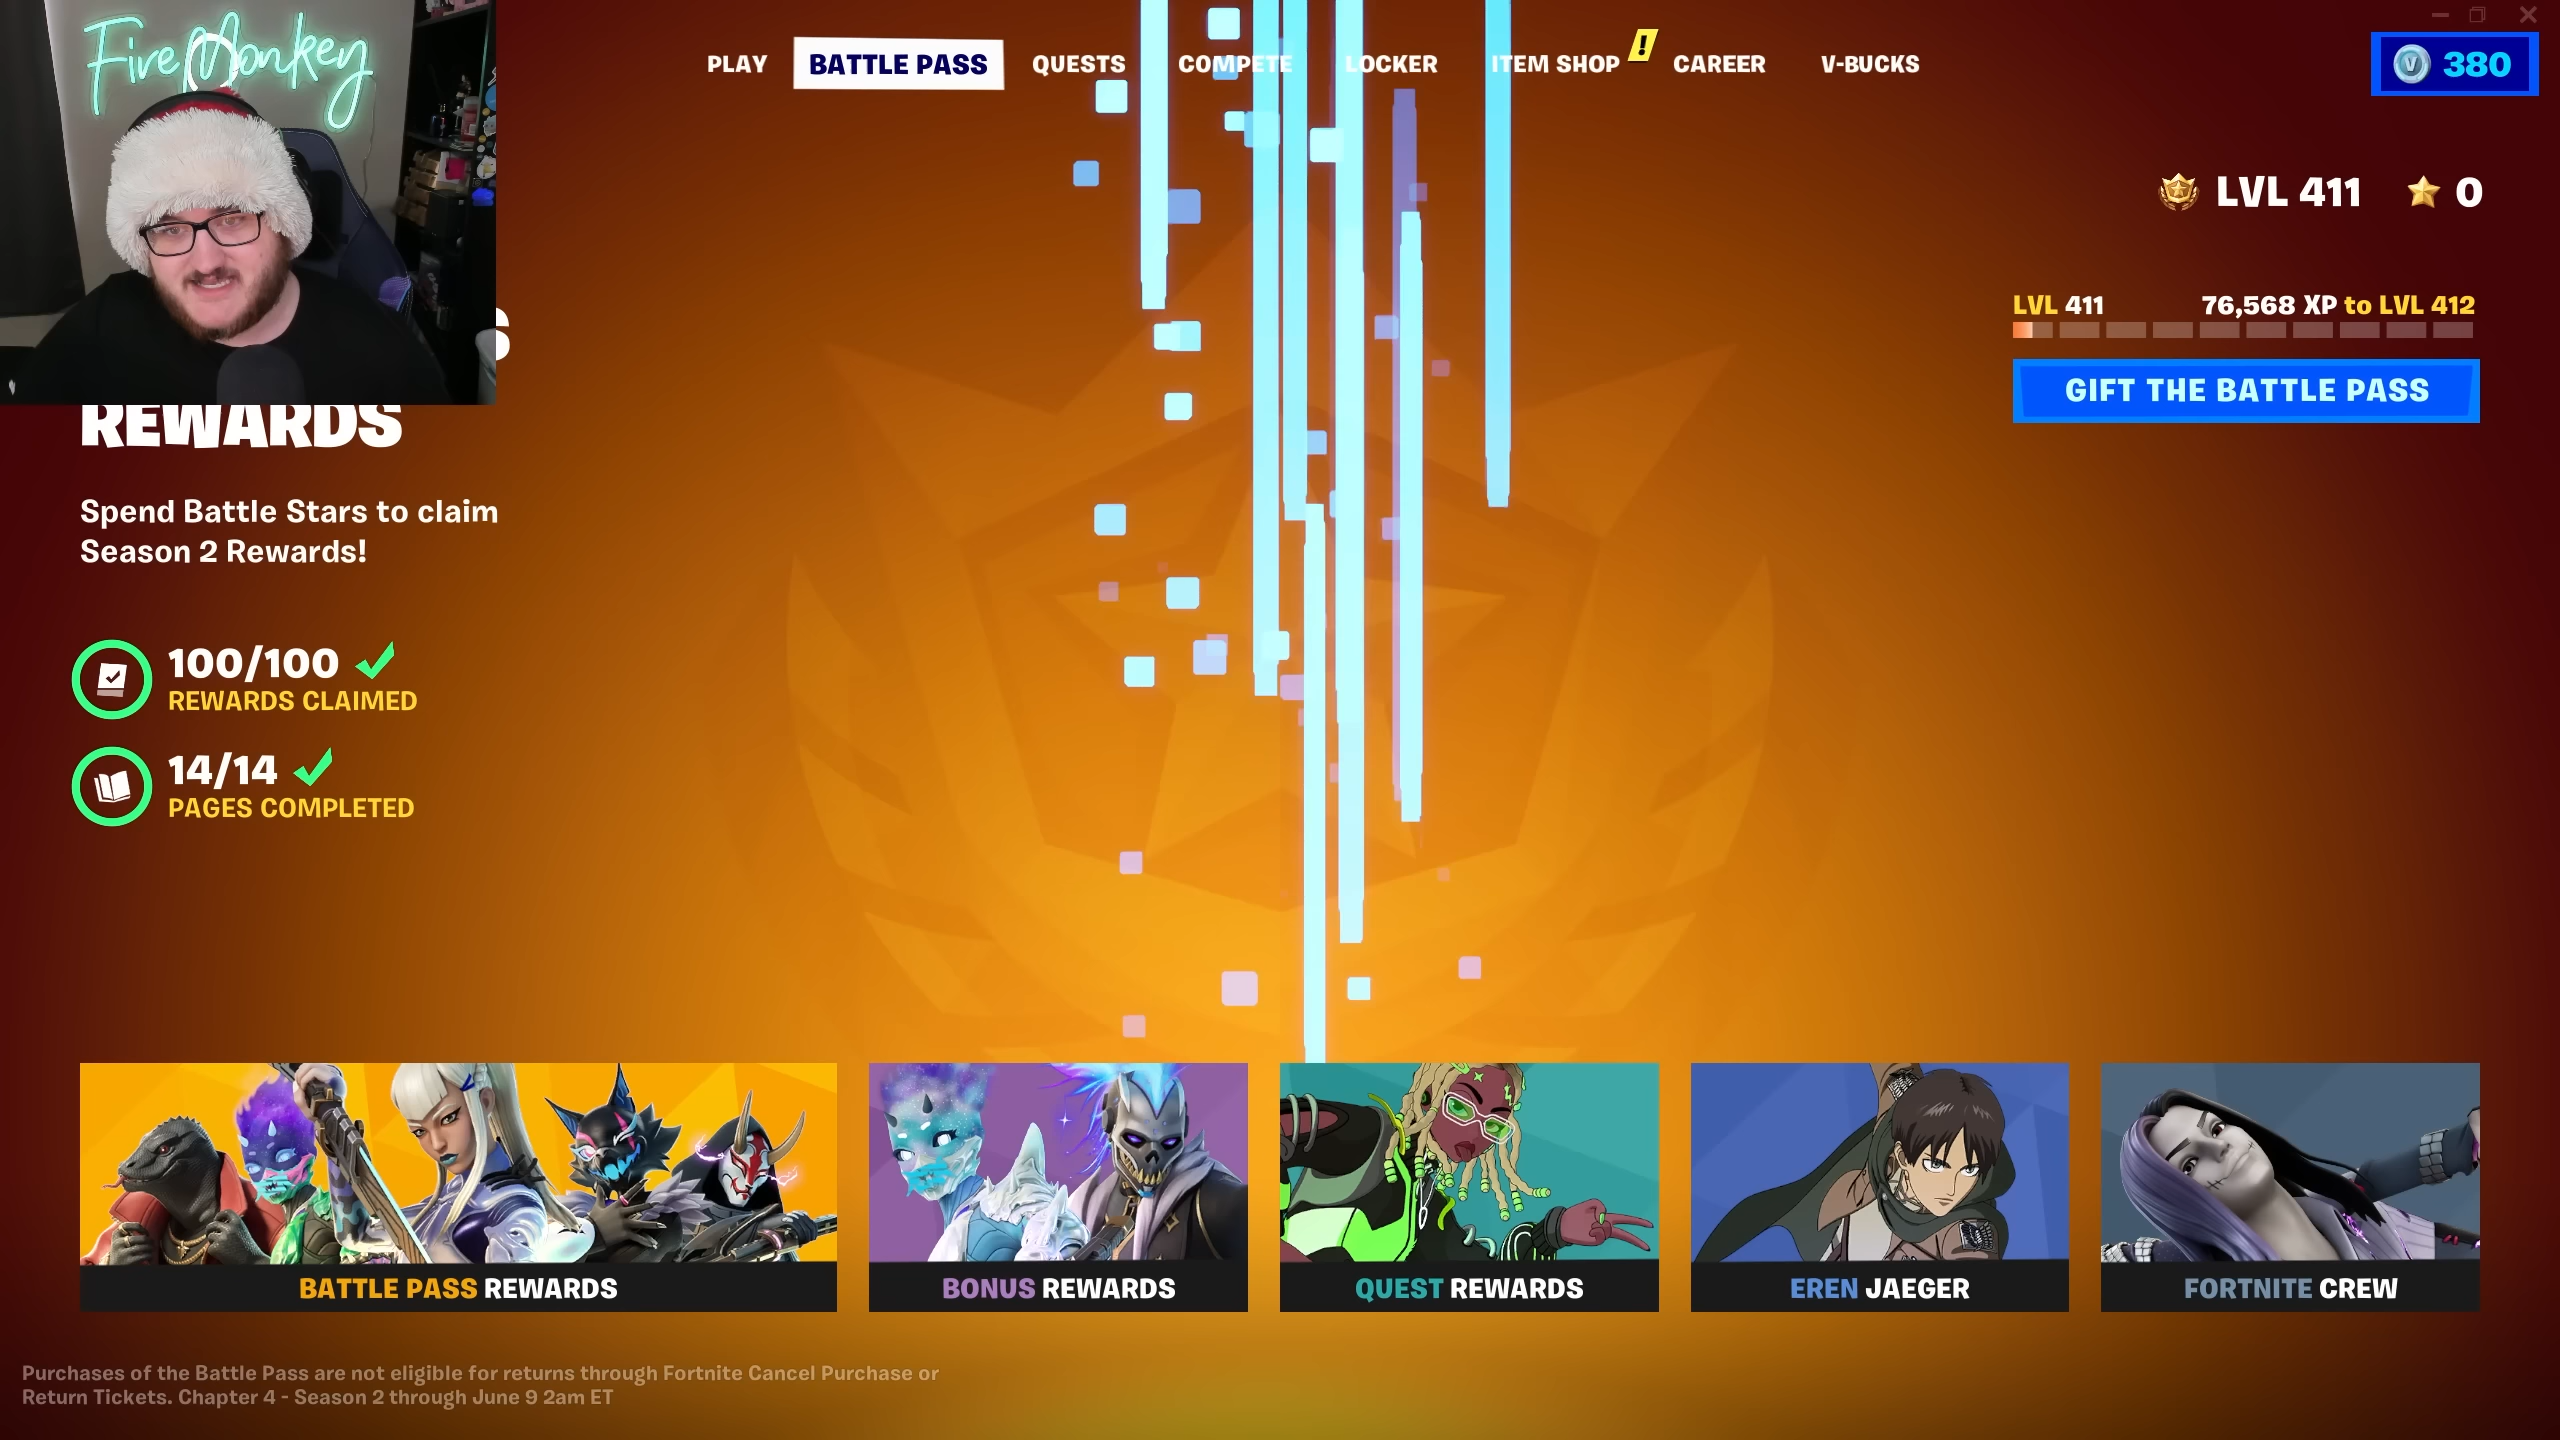 Fire Monkey
PLAY BATTLE PASS QUESTS COMPETE LOCKER ITEM SHOP ! CAREER V-BUCKS
V 380
LVL 411 0
LVL 411 76,568 XP to LVL 412
GIFT THE BATTLE PASS
REWARDS
Spend Battle Stars to claim
Season 2 Rewards!
100/100
REWARDS CLAIMED
14/14
PAGES COMPLETED
BATTLE PASS REWARDS
BONUS REWARDS
QUEST REWARDS
EREN JAEGER
FORTNITE CREW
Purchases of the Battle Pass are not eligible for returns through Fortnite Cancel Purchase or
Return Tickets. Chapter 4 - Season 2 through June 9 2am ET